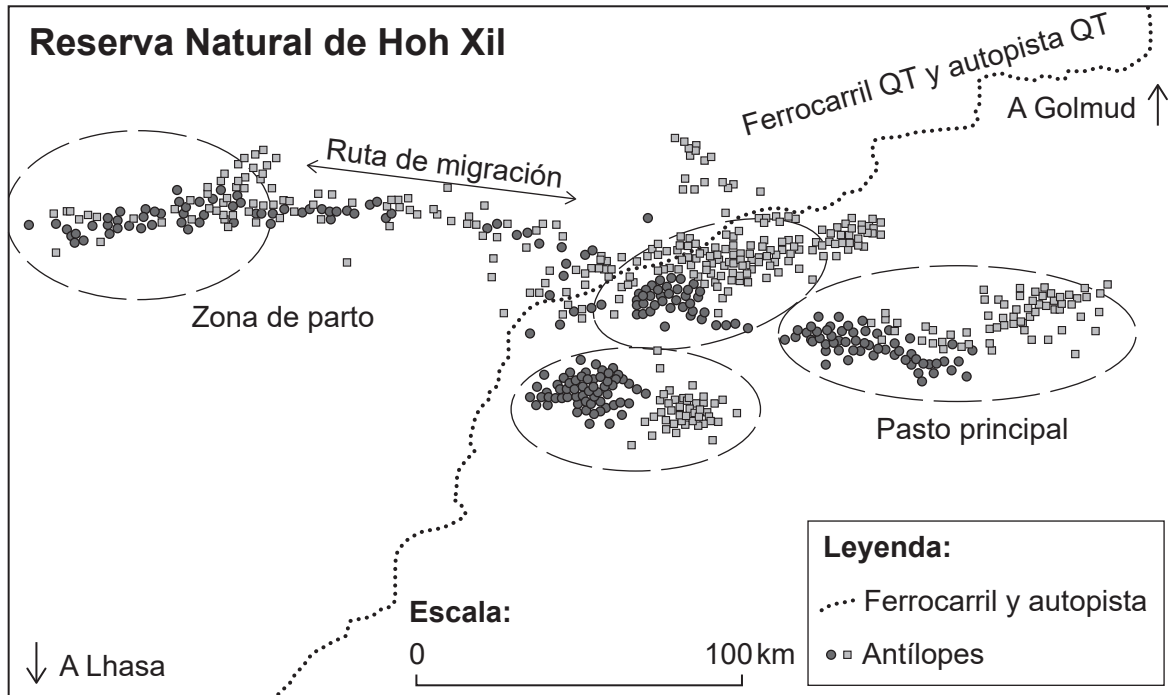 Reserva Natural de Hoh Xil
Ferrocarril QT y autopista QT
A Golmud
Ruta de migración
Zona de parto
Pasto principal
Leyenda:
Ferrocarril y autopista
Antílopes
Escala:
0 100 km
A Lhasa